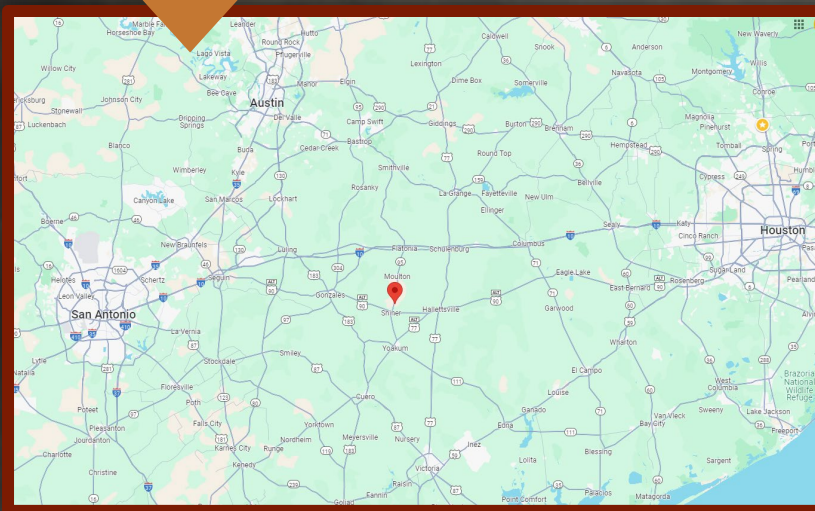 Marble Fa
Horseshoe Bay
Leander
Hutto
Caldwell
Snook
Anderson
New Waverly
Lago Vista
Round Rock
Pflugerville
Lexington
Willow City
Lakeway
Manor
Elgin
Dime Box
Somerville
Navasota
Montgomery
Willis
Bee Cave
Conroe
Johnson City
Austin
Stonewall
Luckenbach
Dripping
Springs
Del Valle
Camp Swift
Giddings
Burton
Brenham
Magnolia
Pinehurst
Bastrop
Blanco
Buda
Cedar Creek
Round Top
Hempstead
Tomball
Spring
Wimberley
Kyle
Smithville
Cypress
Rosanky
Bellville
Canyon Lake
San Marcos
Lockhart
La Grange
Fayetteville
New Ulm
Ellinger
Boerne
Sealy
Katy
Houston
Cinco Ranch
New Braunfels
Luling
Flatonia
Schulenburg
Columbus
Helotes
Schertz
Seguin
Moulton
Eagle Lake
Sugar Land
East Bernard
Rosenberg
Pearland
Leon Valley
Gonzales
San Antonio
Shiner
Hallettsville
Garwood
La Vernia
Yoakum
Wharton
Stockdale
Smiley
Lytle
Natalia
El Campo
Floresville
Louise
West
Columbia
Brazoria
National
Wildlife
Refuge
Poteet
Poth
Cuero
Ganado
Van Vleck
Bay City
Sweeny
Lake Jackson
Pleasanton
Falls City
Yorktown
Edna
Freeport
Jourdanton
Nordheim
Meyersville
Nursery
Inez
Charlotte
Karnes City
Runge
Blessing
Lolita
Sargent
Kenedy
Victoria
Christine
Raisin
Fannin
Point Comfort
Palacios
Matagorda
Goliad